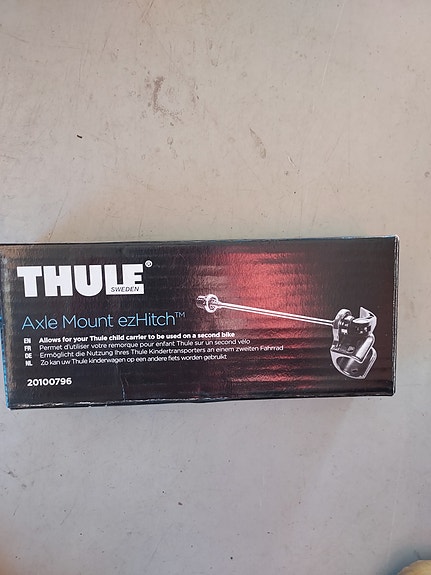 THULE®
SWEDEN
Axle Mount ezHitch™
EN Allows for your Thule child carrier to be used on a second bike
FR Permet d'utiliser votre remorque pour enfant Thule sur un second vélo
DE Ermöglicht die Nutzung Ihres Thule Kindertransporters an einem zweiten Fahrrad
NL Zo kan uw Thule kinderwagen op een andere fiets worden gebruikt
20100796